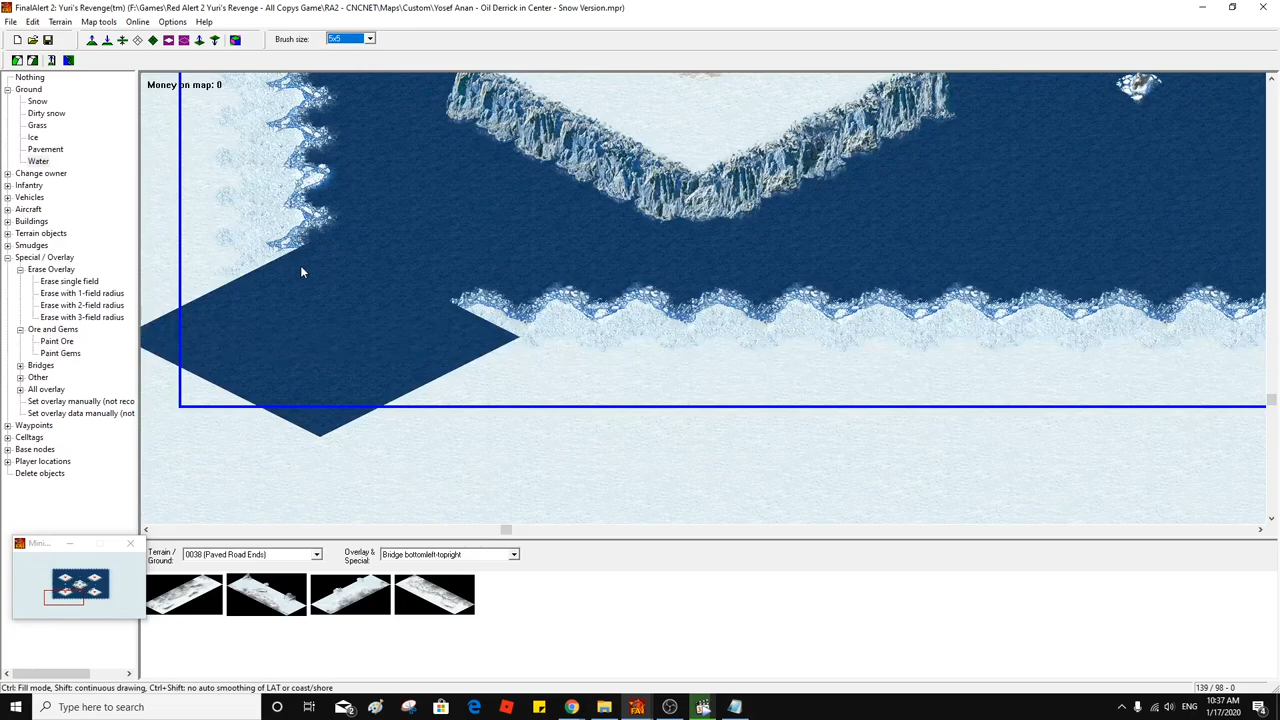 FinalAlert 2: Yuri's Revenge(tm) (F:\Games\Red Alert 2 Yuri's Revenge - All Copys Game\RA2 - CNCNET\Maps\Custom\Yosef Anan - Oil Derrick in Center - Snow Version.mpr)
File Edit Terrain Map tools Online Options Help
Brush size: 5x5
Nothing
Ground
Snow
Dirty snow
Grass
Ice
Pavement
Water
Change owner
Infantry
Vehicles
Aircraft
Buildings
Terrain objects
Smudges
Special / Overlay
Erase Overlay
Erase single field
Erase with 1-field radius
Erase with 2-field radius
Erase with 3-field radius
Ore and Gems
Paint Ore
Paint Gems
Bridges
Other
All overlay
Set overlay manually (not reco
Set overlay data manually (not
Waypoints
Celltags
Base nodes
Player locations
Delete objects
Money on map: 0
Mini...
Terrain / Ground: 0038 (Paved Road Ends)
Overlay & Special: Bridge bottomleft-topright
Ctrl: Fill mode, Shift: continuous drawing, Ctrl+Shift: no auto smoothing of LAT or coast/shore
139 / 98 - 0
Type here to search
10:37 AM
1/17/2020